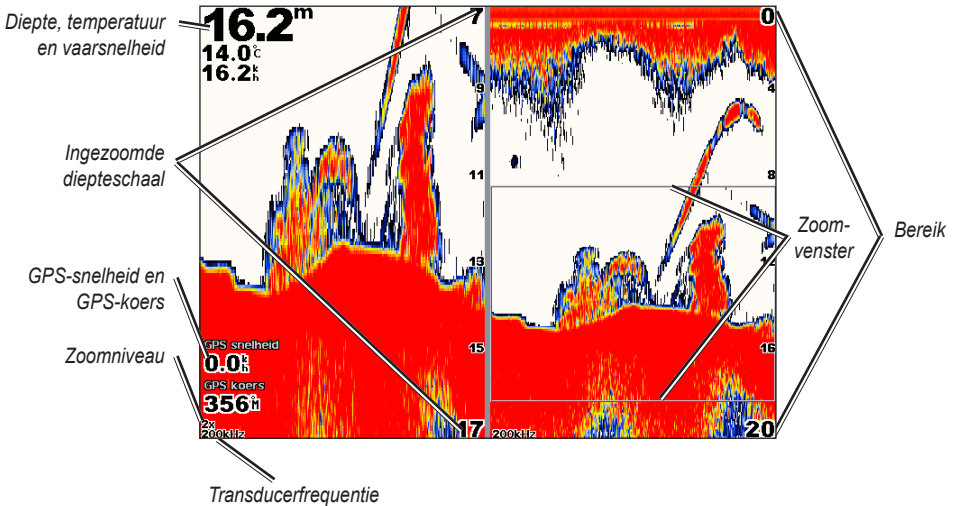 Diepte, temperatuur
en vaarsnelheid
Ingezoomde
diepteschaal
GPS-snelheid en
GPS-koers
Zoomniveau
Transducerfrequentie
16.2m
14.0°C
16.2kh
7
9
11
13
15
17
GPS snelheid
0.0kh
GPS koers
356°M
2x
200kHz
0
4
8
12
16
20
200kHz
Zoom-
venster
Bereik